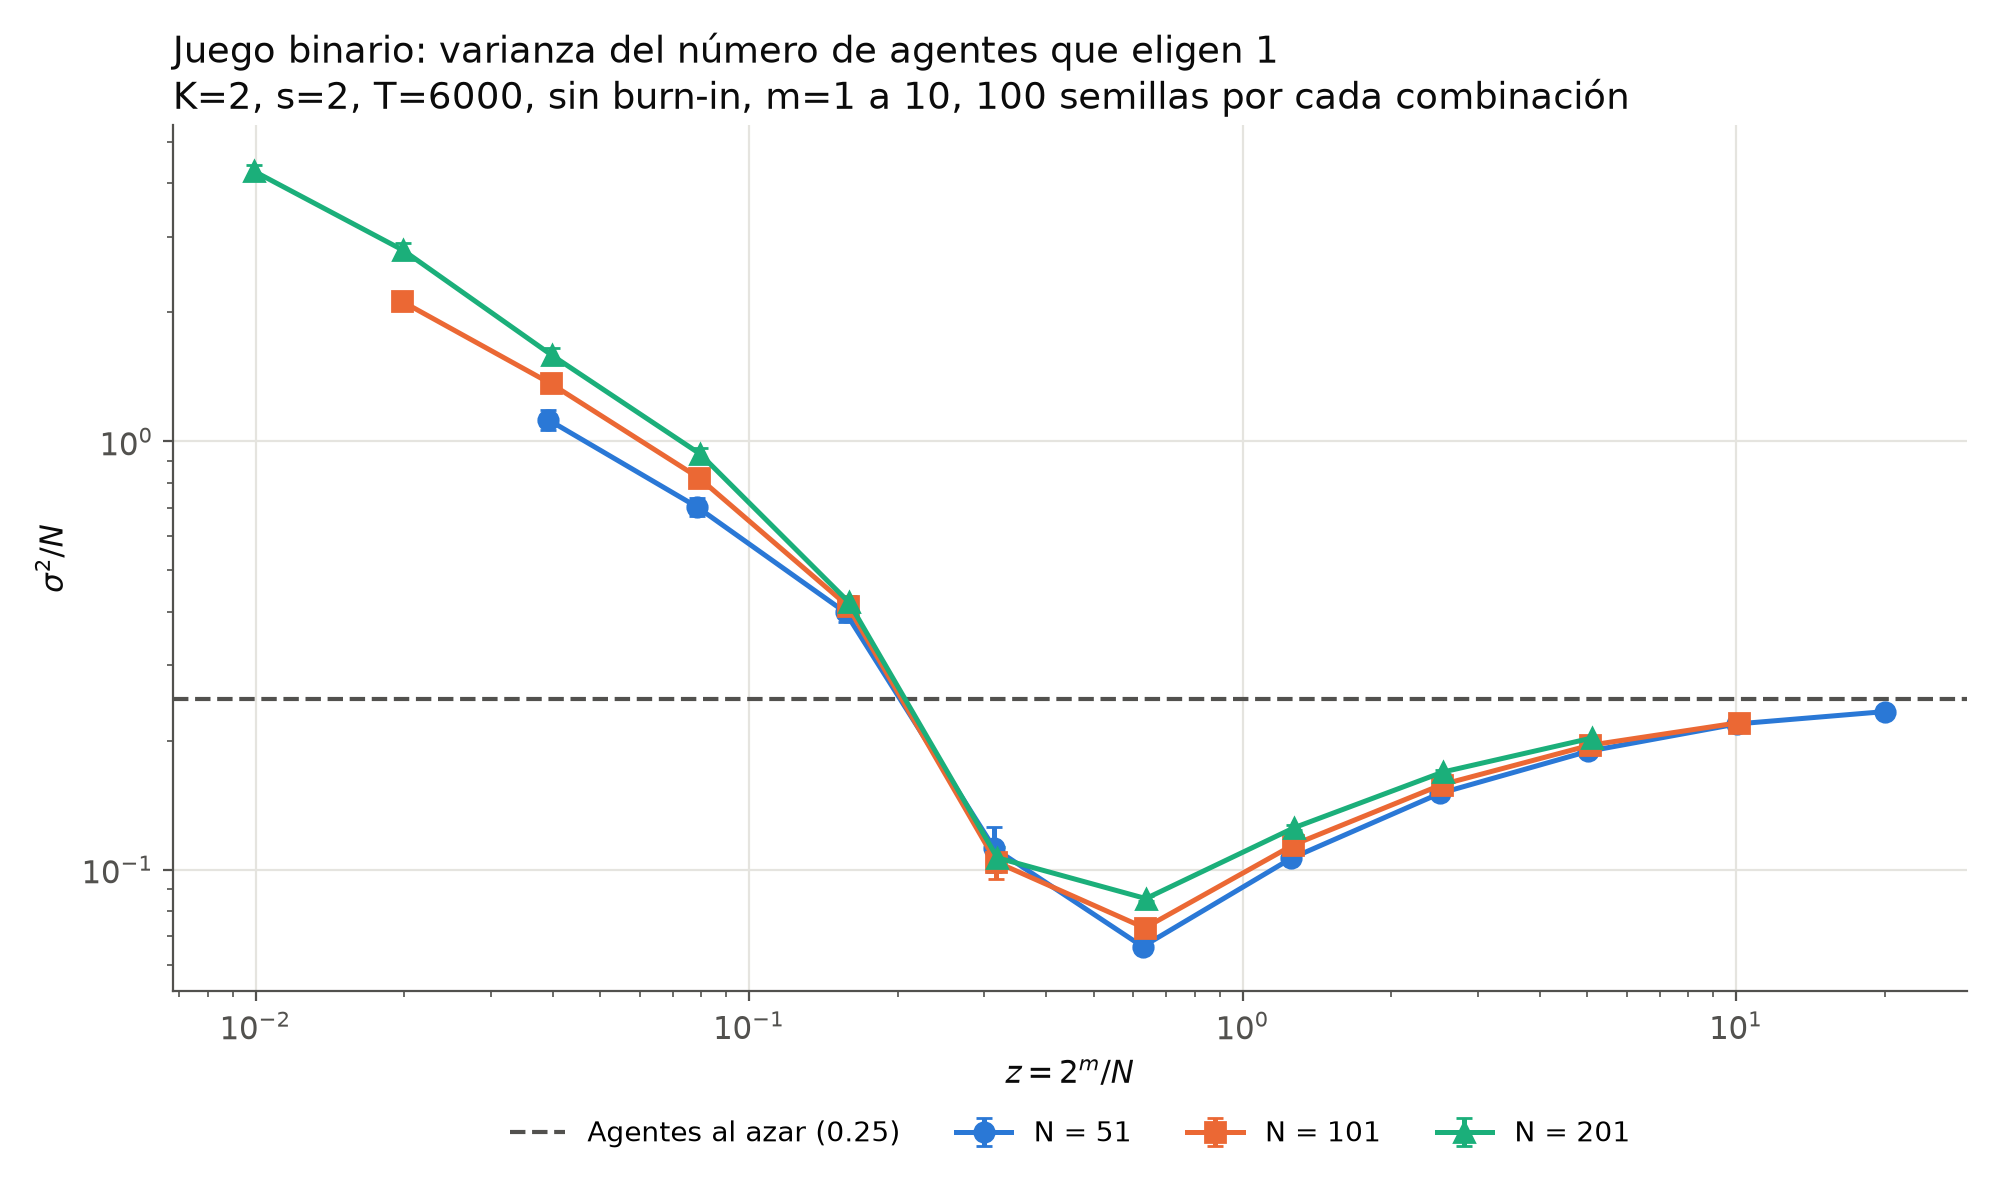 Juego binario: varianza del número de agentes que eligen 1
K=2, s=2, T=6000, sin burn-in, m=1 a 10, 100 semillas por cada combinación
10⁰
10⁻¹
σ²/N
10⁻² 10⁻¹ 10⁰ 10¹
z = 2ᵐ/N
Agentes al azar (0.25) N = 51 N = 101 N = 201